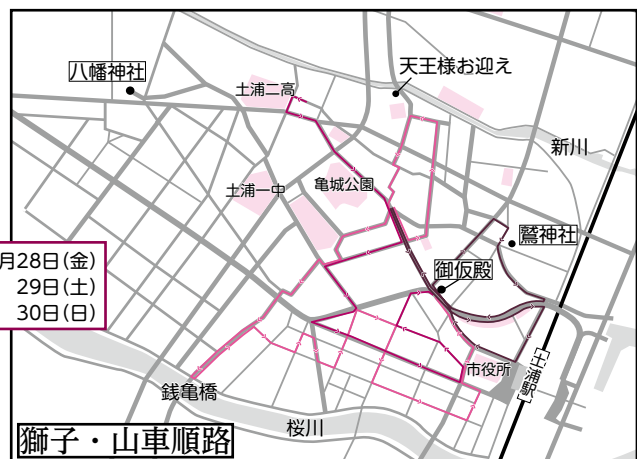 八幡神社
天王様お迎え
土浦二高
新川
土浦一中
亀城公園
鷲神社
月28日(金)
29日(土)
30日(日)
御仮殿
市役所
土浦駅
銭亀橋
桜川
獅子・山車順路